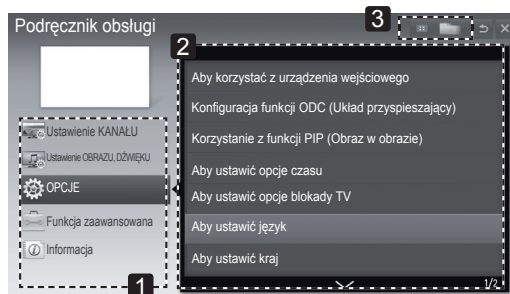 Podręcznik obsługi
3
2
Ustawienie KANAŁU
Ustawienie OBRAZU, DŹWIĘKU
OPCJE
Funkcja zaawansowana
Informacja
1
Aby korzystać z urządzenia wejściowego
Konfiguracja funkcji ODC (Układ przyspieszający)
Korzystanie z funkcji PIP (Obraz w obrazie)
Aby ustawić opcje czasu
Aby ustawić opcje blokady TV
Aby ustawić język
Aby ustawić kraj
1/2